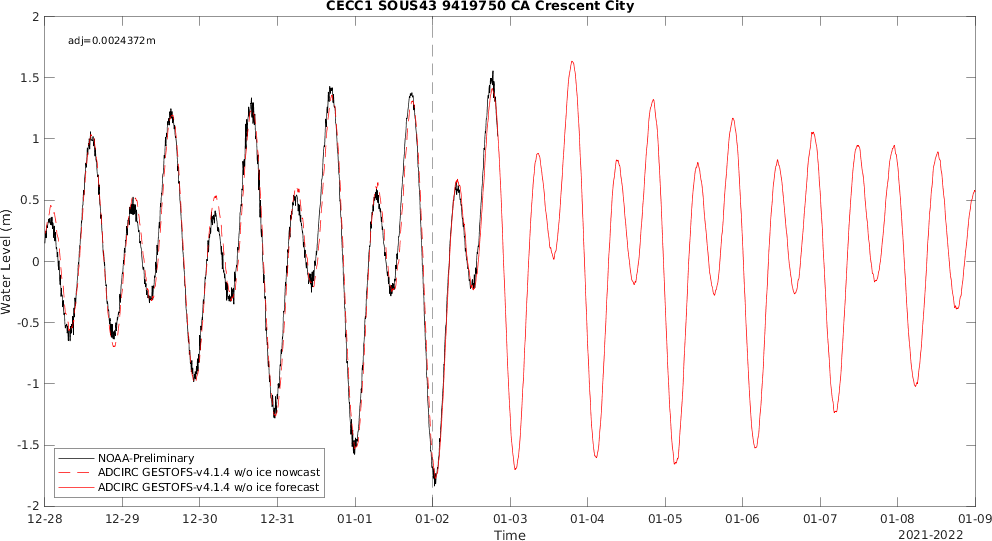 CECC1 SOUS43 9419750 CA Crescent City
adj=0.0024372m
2
1.5
1
0.5
0
-0.5
-1
-1.5
-2
Water Level (m)
NOAA-Preliminary
ADCIRC GESTOFS-v4.1.4 w/o ice nowcast
ADCIRC GESTOFS-v4.1.4 w/o ice forecast
12-28 12-29 12-30 12-31 01-01 01-02 01-03 01-04 01-05 01-06 01-07 01-08 01-09
Time
2021-2022